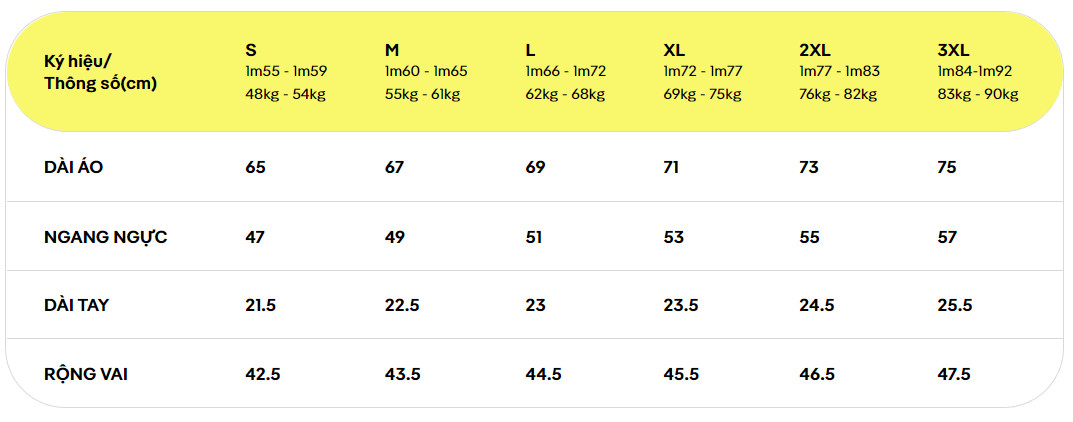 Ký hiệu/
Thông số(cm)
S M L XL 2XL 3XL
1m55 - 1m59 1m60 - 1m65 1m66 - 1m72 1m72 - 1m77 1m77 - 1m83 1m84-1m92
48kg - 54kg 55kg - 61kg 62kg - 68kg 69kg - 75kg 76kg - 82kg 83kg - 90kg
DÀI ÁO 65 67 69 71 73 75
NGANG NGỰC 47 49 51 53 55 57
DÀI TAY 21.5 22.5 23 23.5 24.5 25.5
RỘNG VAI 42.5 43.5 44.5 45.5 46.5 47.5